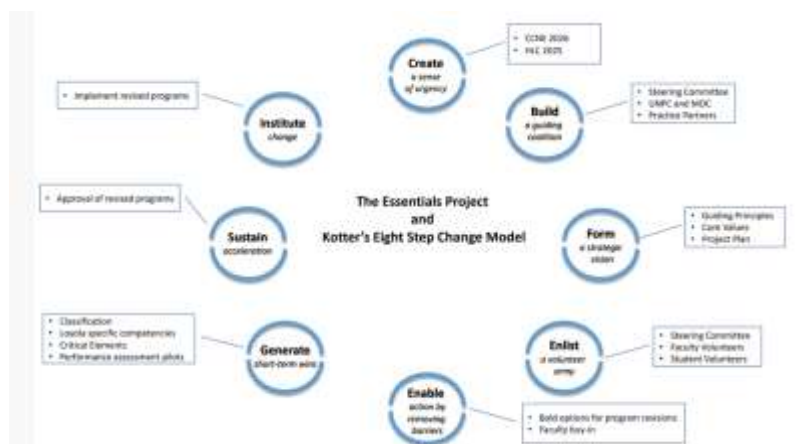 Create
a sense
of urgency
• CCNE 2026
• HLC 2025
Build
a guiding
coalition
• Steering Committee
• UNPC and MDC
• Practice Partners
Form
a strategic
vision
• Guiding Principles
• Core Values
• Project Plan
Enlist
a volunteer
army
• Steering Committee
• Faculty Volunteers
• Student Volunteers
Enable
action by
removing
barriers
• Bold options for program revisions
• Faculty buy-in
Generate
short-term wins
• Classification
• Loyola specific competencies
• Critical Elements
• Performance assessment pilots
Sustain
acceleration
• Approval of revised programs
Institute
change
• Implement revised programs
The Essentials Project
and
Kotter's Eight Step Change Model